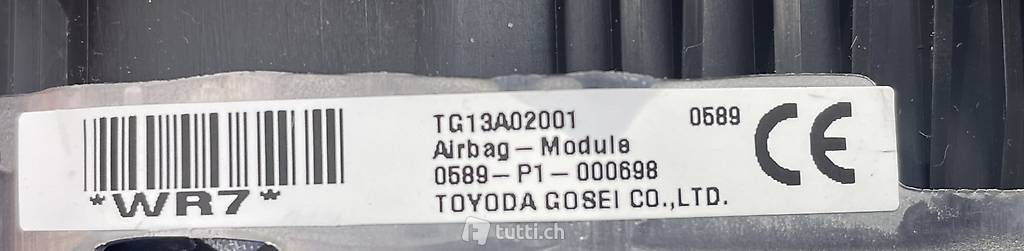 TG13A02001 0589 CE
Airbag-Module
0589-P1-000698
*WR7* TOYODA GOSEI CO.,LTD.
tutti.ch